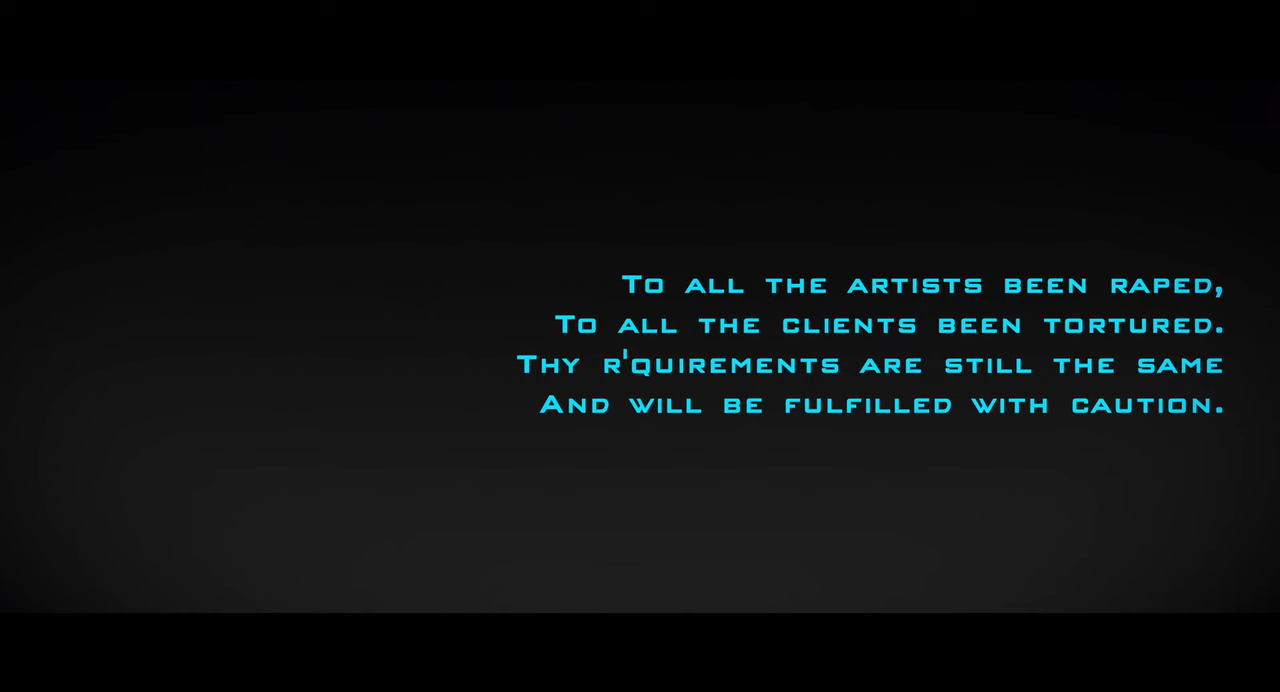 To all the artists been raped,
To all the clients been tortured.
Thy r'quirements are still the same
And will be fulfilled with caution.